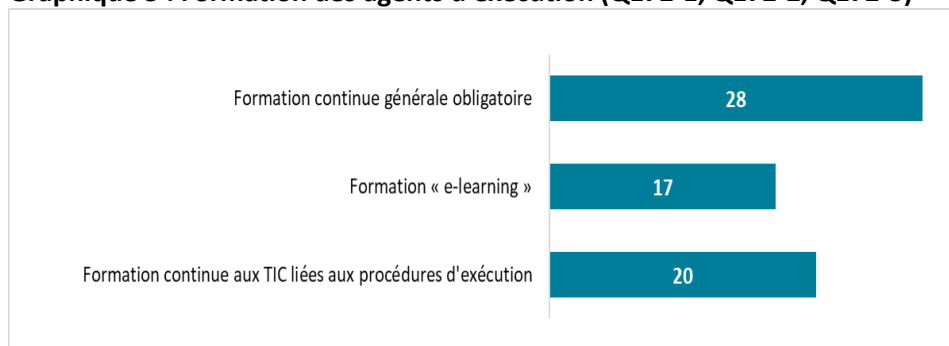 Formation continue générale obligatoire
28
Formation « e-learning »
17
Formation continue aux TIC liées aux procédures d'exécution
20